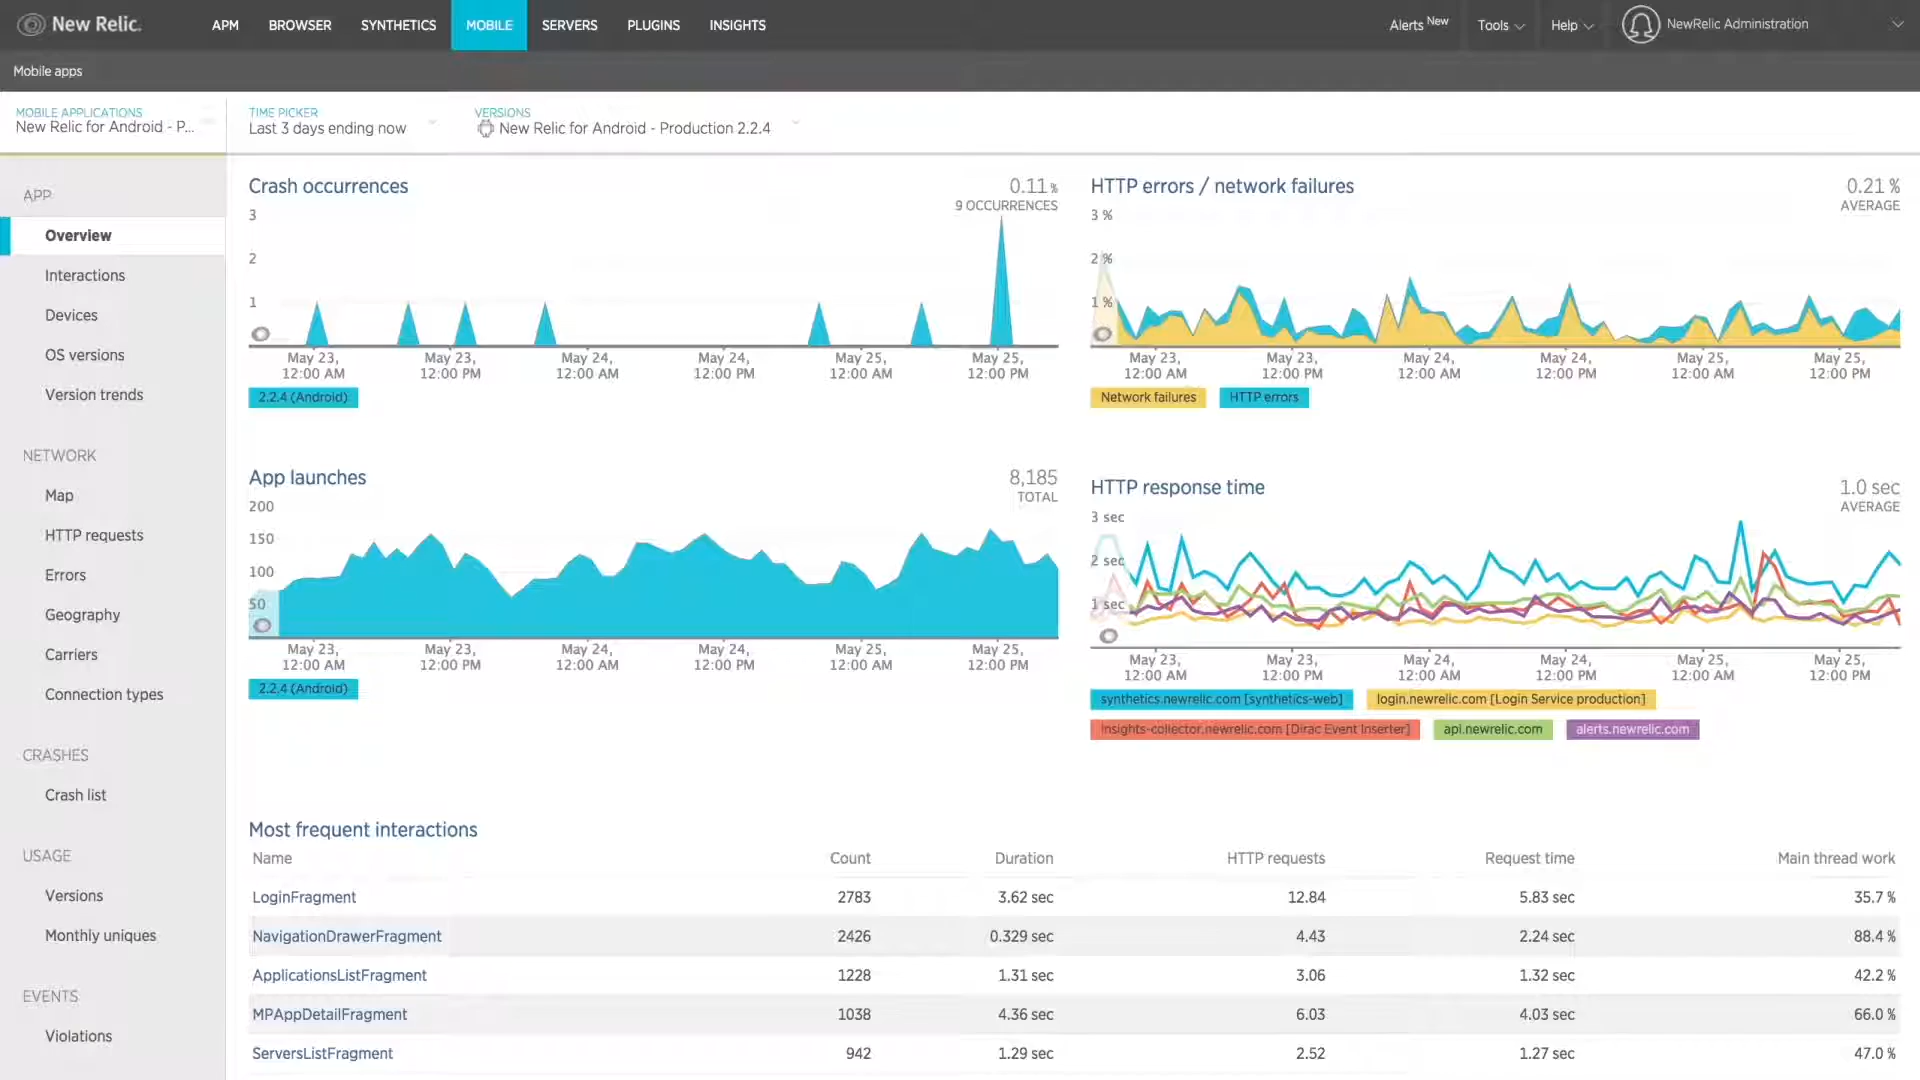 New Relic.
APM BROWSER SYNTHETICS MOBILE SERVERS PLUGINS INSIGHTS
Alerts New Tools Help NewRelic Administration
Mobile apps
MOBILE APPLICATIONS
New Relic for Android - P...
TIME PICKER
Last 3 days ending now
VERSIONS
New Relic for Android - Production 2.2.4
APP
Overview
Interactions
Devices
OS versions
Version trends
NETWORK
Map
HTTP requests
Errors
Geography
Carriers
Connection types
CRASHES
Crash list
USAGE
Versions
Monthly uniques
EVENTS
Violations
Crash occurrences
0.11 %
9 OCCURRENCES
3
2
1
May 23, May 23, May 24, May 24, May 25, May 25,
12:00 AM 12:00 PM 12:00 AM 12:00 PM 12:00 AM 12:00 PM
2.2.4 (Android)
HTTP errors / network failures
0.21 %
AVERAGE
3 %
2 %
1 %
May 23, May 23, May 24, May 24, May 25, May 25,
12:00 AM 12:00 PM 12:00 AM 12:00 PM 12:00 AM 12:00 PM
Network failures HTTP errors
App launches
8,185
TOTAL
200
150
100
50
May 23, May 23, May 24, May 24, May 25, May 25,
12:00 AM 12:00 PM 12:00 AM 12:00 PM 12:00 AM 12:00 PM
2.2.4 (Android)
HTTP response time
1.0 sec
AVERAGE
3 sec
2 sec
1 sec
May 23, May 23, May 24, May 24, May 25, May 25,
12:00 AM 12:00 PM 12:00 AM 12:00 PM 12:00 AM 12:00 PM
synthetics.newrelic.com [synthetics-web] login.newrelic.com [Login Service production]
insights-collector.newrelic.com [Dirac Event Inserter] api.newrelic.com alerts.newrelic.com
Most frequent interactions
Name Count Duration HTTP requests Request time Main thread work
LoginFragment 2783 3.62 sec 12.84 5.83 sec 35.7 %
NavigationDrawerFragment 2426 0.329 sec 4.43 2.24 sec 88.4 %
ApplicationsListFragment 1228 1.31 sec 3.06 1.32 sec 42.2 %
MPAppDetailFragment 1038 4.36 sec 6.03 4.03 sec 66.0 %
ServersListFragment 942 1.29 sec 2.52 1.27 sec 47.0 %